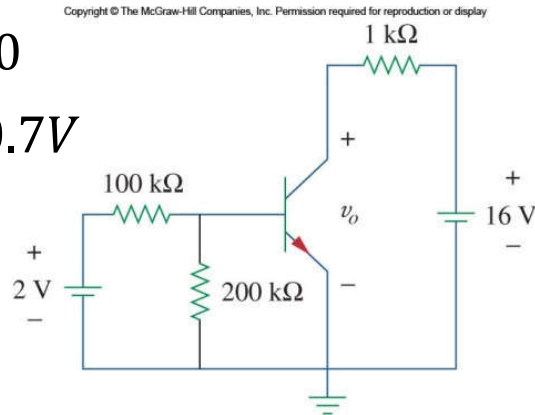 Copyright © The McGraw-Hill Companies, Inc. Permission required for reproduction or display
0
.7V
1 kΩ
100 kΩ
+
+
v₀
16 V
−
+
2 V
−
200 kΩ
−